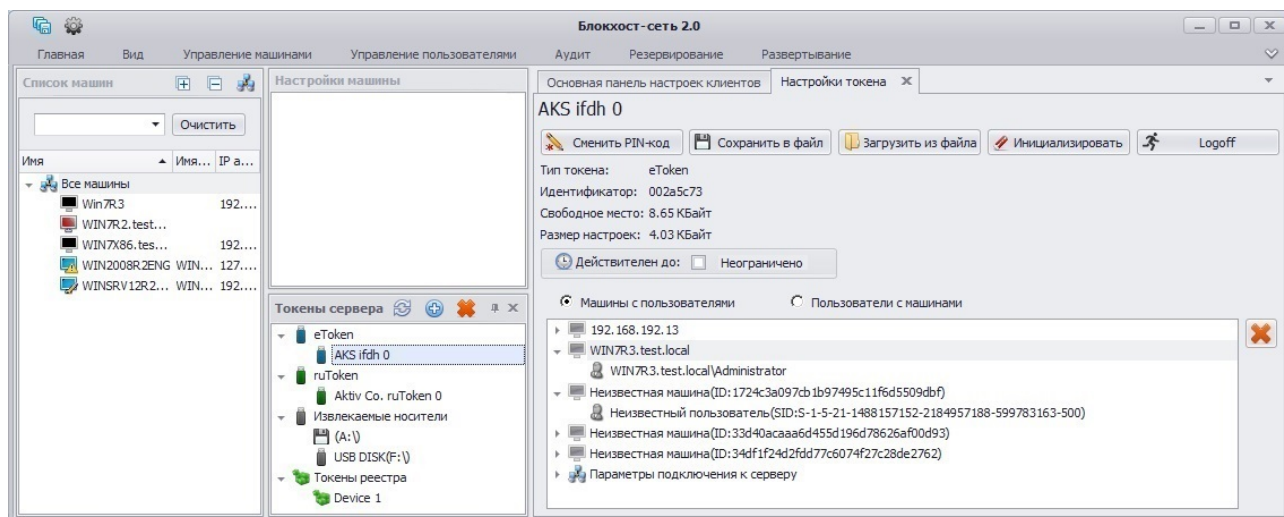 Блокхост-сеть 2.0
Главная Вид Управление машинами Управление пользователями Аудит Резервирование Развертывание
Список машин
Очистить
Имя Имя... IP а...
Все машины
Win7R3 192....
WIN7R2.test...
WIN7X86.tes... 192....
WIN2008R2ENG WIN... 127....
WINSRV12R2... WIN... 192....
Настройки машины
Токены сервера
eToken
AKS ifdh 0
ruToken
Aktiv Co. ruToken 0
Извлекаемые носители
(A:\)
USB DISK(F:\)
Токены реестра
Device 1
Основная панель настроек клиентов Настройки токена
AKS ifdh 0
Сменить PIN-код Сохранить в файл Загрузить из файла Инициализировать Logoff
Тип токена: eToken
Идентификатор: 002a5c73
Свободное место: 8.65 КБайт
Размер настроек: 4.03 КБайт
Действителен до: Неограничено
Машины с пользователями Пользователи с машинами
192.168.192.13
WIN7R3.test.local
WIN7R3.test.local\Administrator
Неизвестная машина(ID:1724c3a097cb1b97495c11f6d5509dbf)
Неизвестный пользователь(SID:S-1-5-21-1488157152-2184957188-599783163-500)
Неизвестная машина(ID:33d40acaaa6d455d196d78626af00d93)
Неизвестная машина(ID:34df1f24d2fdd77c6074f27c28de2762)
Параметры подключения к серверу